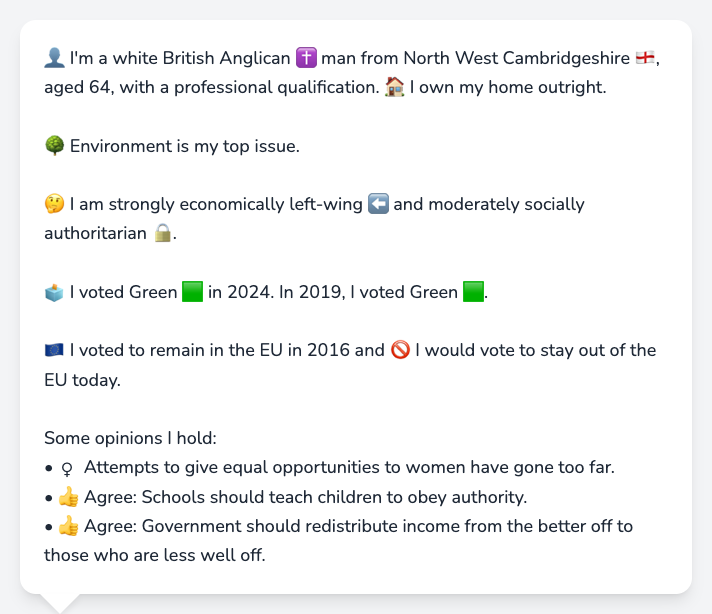 👤 I'm a white British Anglican ✝️ man from North West Cambridgeshire 🏴󠁧󠁢󠁥󠁮󠁧󠁿,
aged 64, with a professional qualification. 🏠 I own my home outright.
🌳 Environment is my top issue.
🤔 I am strongly economically left-wing ⬅️ and moderately socially
authoritarian 🔒.
🗳️ I voted Green 🟩 in 2024. In 2019, I voted Green 🟩.
🇪🇺 I voted to remain in the EU in 2016 and 🚫 I would vote to stay out of the
EU today.
Some opinions I hold:
• ♀ Attempts to give equal opportunities to women have gone too far.
• 👍 Agree: Schools should teach children to obey authority.
• 👍 Agree: Government should redistribute income from the better off to
those who are less well off.